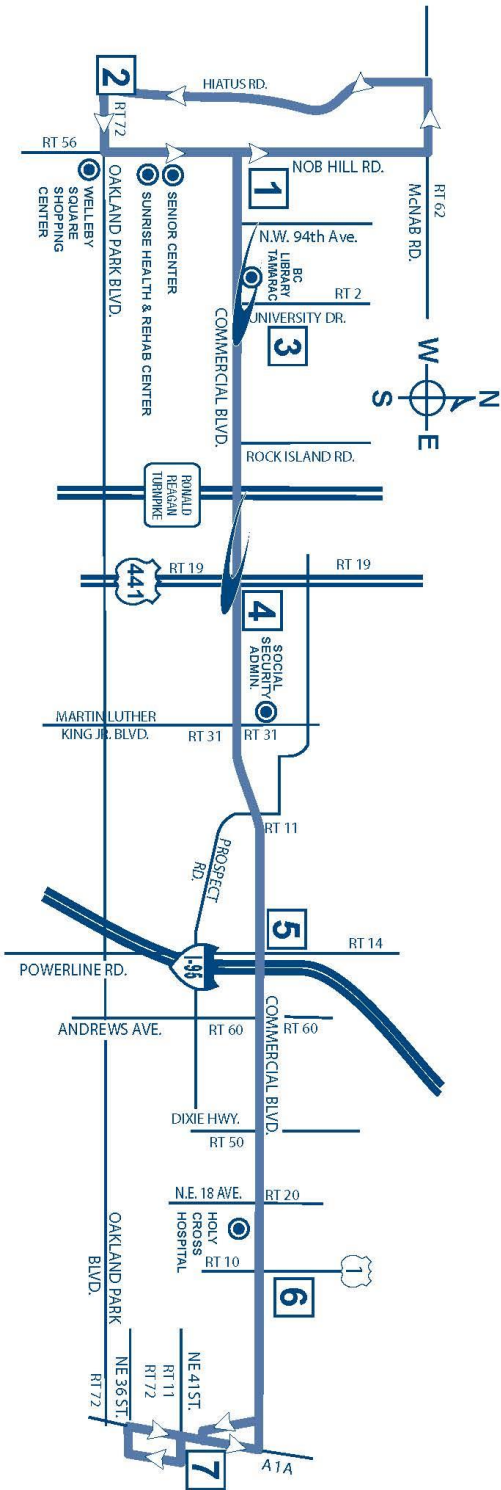 RT 62
McNAB RD.
HIATUS RD.
2
RT 72
RT 56
NOB HILL RD.
1
N.W. 94th Ave.
BC
LIBRARY
TAMARAC
RT 2
UNIVERSITY DR.
3
OAKLAND PARK BLVD.
WELLEBY
SQUARE
SHOPPING
CENTER
SENIOR CENTER
SUNRISE HEALTH & REHAB CENTER
COMMERCIAL BLVD.
N
W
E
S
ROCK ISLAND RD.
RONALD
REAGAN
TURNPIKE
441
RT 19
RT 19
4
SOCIAL
SECURITY
ADMIN.
MARTIN LUTHER
KING JR. BLVD.
RT 31
RT 31
RT 11
PROSPECT
RD.
5
RT 14
POWERLINE RD.
I-95
ANDREWS AVE.
RT 60
RT 60
COMMERCIAL BLVD.
DIXIE HWY.
RT 50
N.E. 18 AVE.
RT 20
HOLY
CROSS
HOSPITAL
RT 10
1
6
OAKLAND PARK
BLVD.
RT 72
NE 36 ST.
NE 41 ST.
RT 11
RT 72
7
A1A